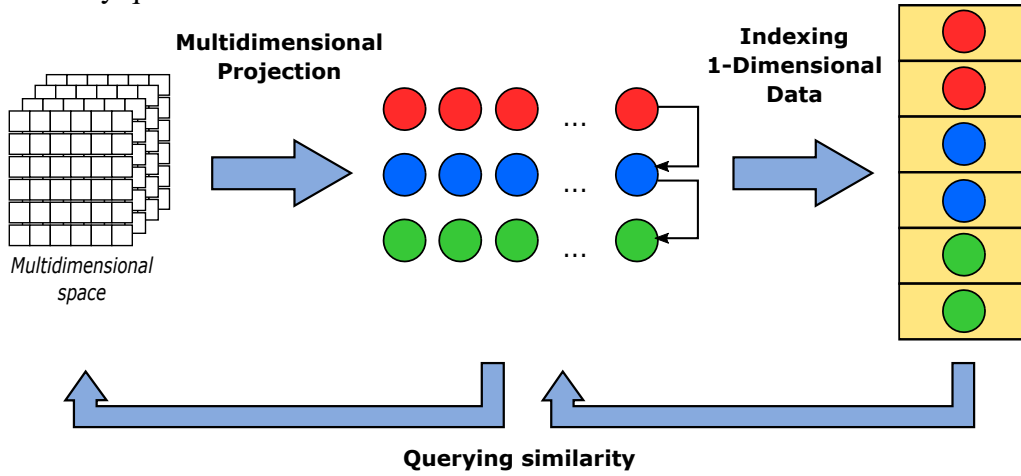 Multidimensional
Projection
Indexing
1-Dimensional
Data
...
...
...
Multidimensional
space
Querying similarity